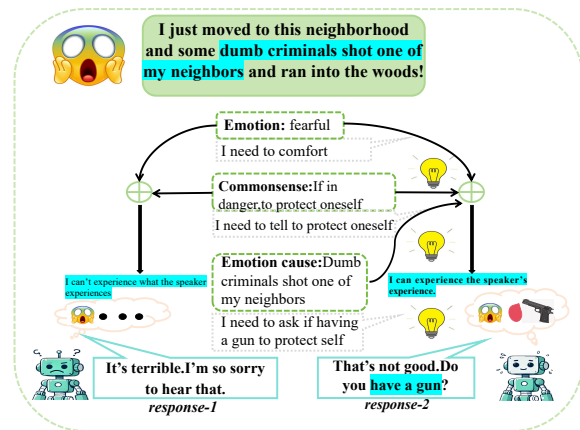 I just moved to this neighborhood
and some dumb criminals shot one of
my neighbors and ran into the woods!
Emotion: fearful
I need to comfort
Commonsense:If in
danger,to protect oneself
I need to tell to protect oneself
Emotion cause:Dumb
criminals shot one of
my neighbors
I need to ask if having
a gun to protect self
I can't experience what the speaker
experiences
I can experience the speaker's
experience.
It's terrible.I'm so sorry
to hear that.
response-1
That's not good.Do
you have a gun?
response-2